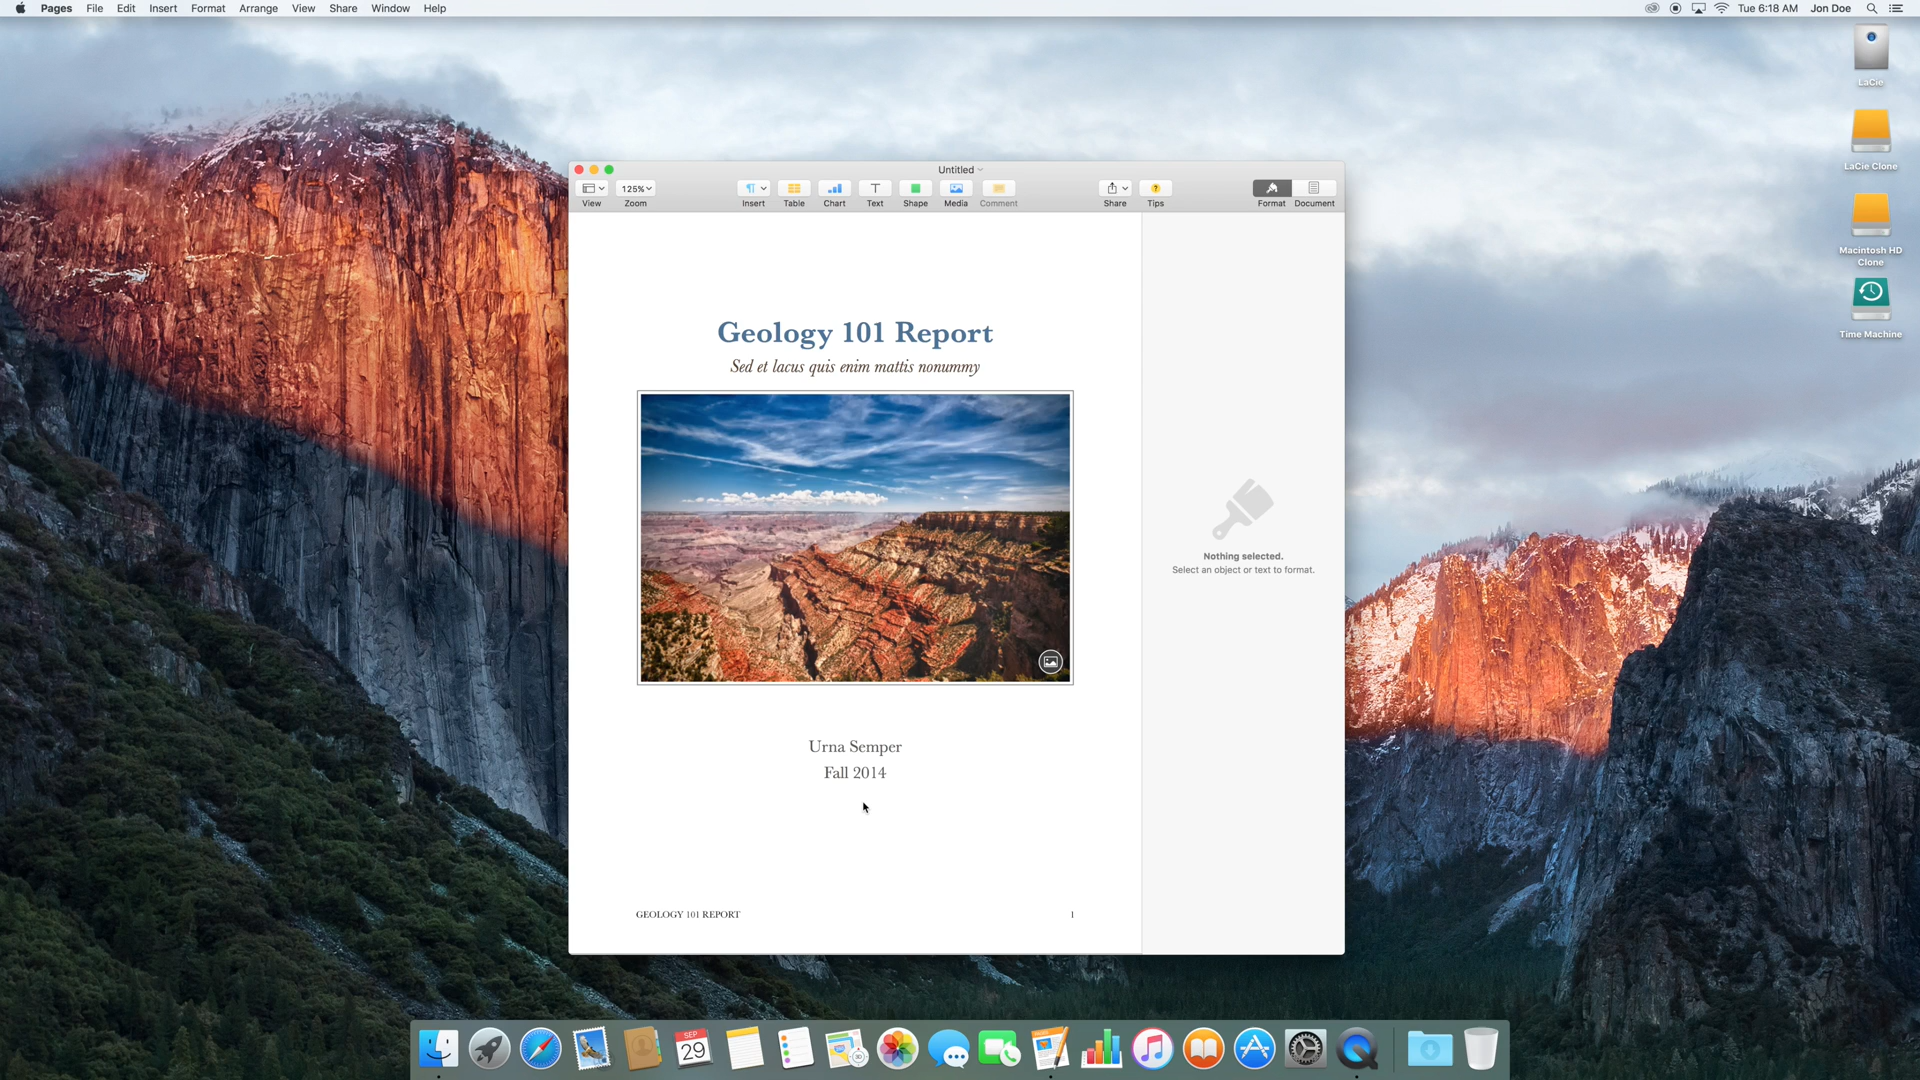 Pages File Edit Insert Format Arrange View Share Window Help
Tue 6:18 AM Jon Doe
LaCie
LaCie Clone
Macintosh HD
Clone
Time Machine
Untitled
125%
View Zoom Insert Table Chart Text Shape Media Comment Share Tips Format Document
Geology 101 Report
Sed et lacus quis enim mattis nonummy
Nothing selected.
Select an object or text to format.
Urna Semper
Fall 2014
GEOLOGY 101 REPORT 1
SEP
29